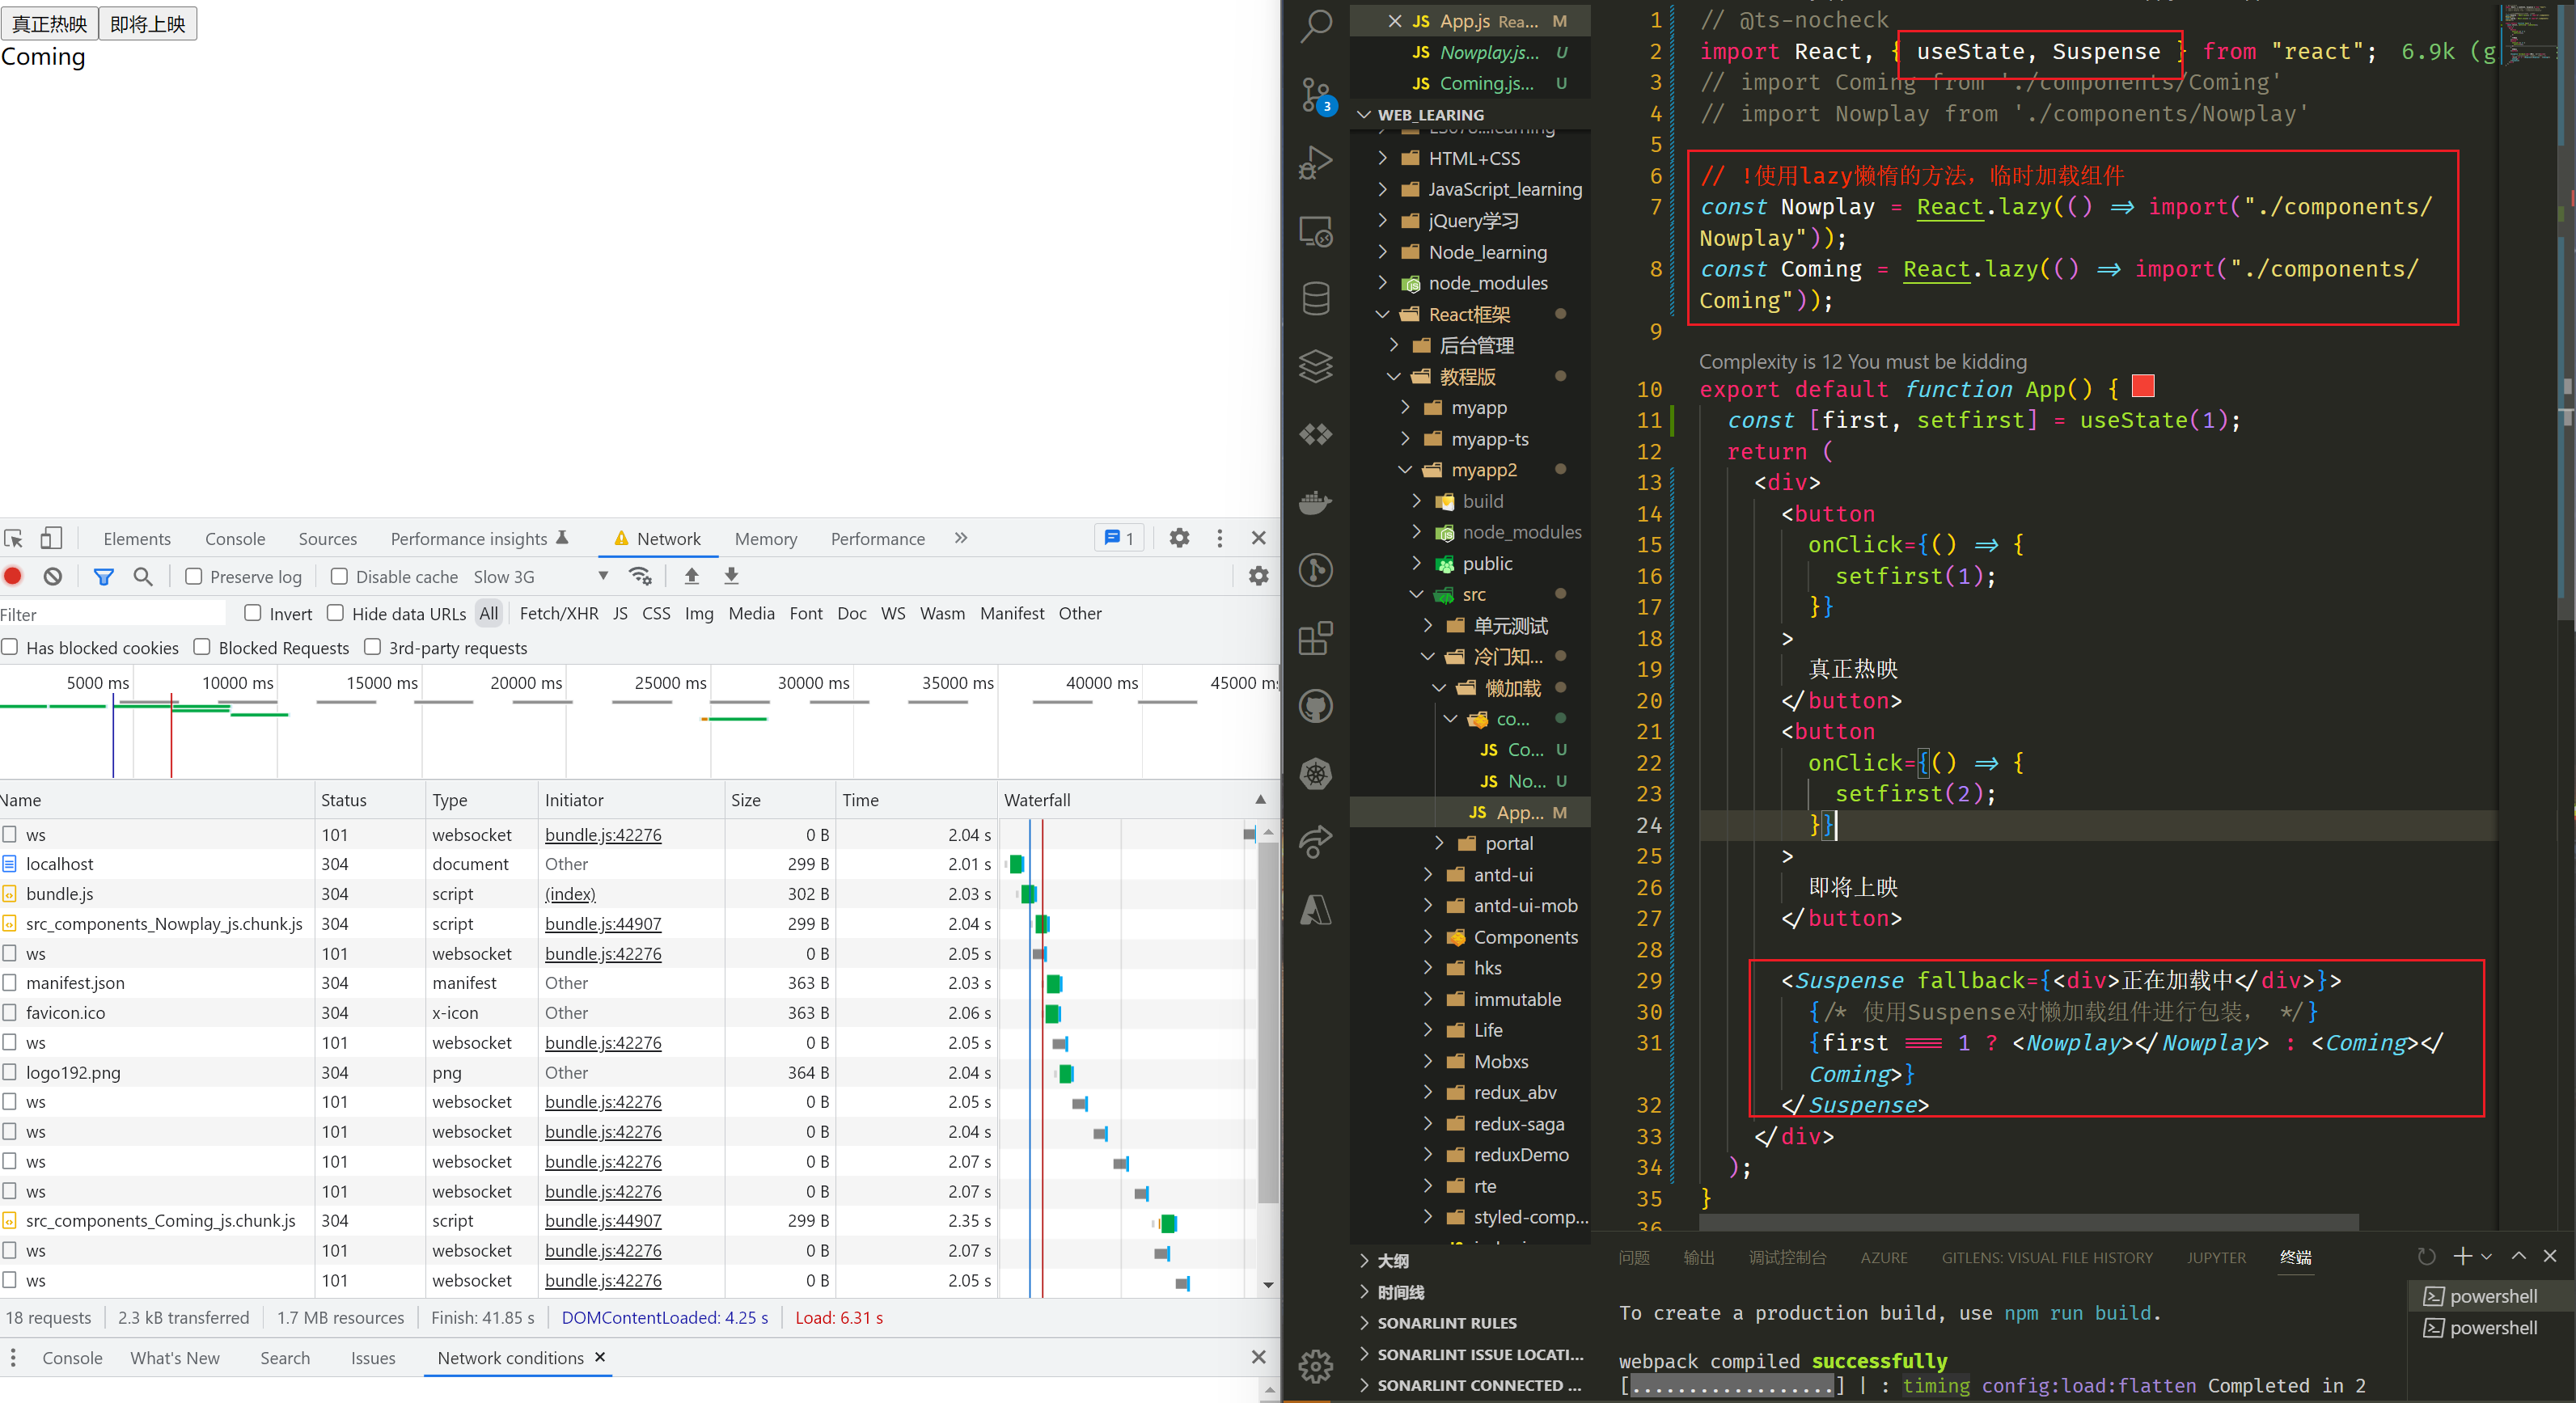 真正热映 即将上映
Coming
Elements Console Sources Performance insights Network Memory Performance 1
Preserve log Disable cache Slow 3G
Filter Invert Hide data URLs All Fetch/XHR JS CSS Img Media Font Doc WS Wasm Manifest Other
Has blocked cookies Blocked Requests 3rd-party requests
5000 ms 10000 ms 15000 ms 20000 ms 25000 ms 30000 ms 35000 ms 40000 ms 45000 ms
Name Status Type Initiator Size Time Waterfall
ws 101 websocket bundle.js:42276 0 B 2.04 s
localhost 304 document Other 299 B 2.01 s
bundle.js 304 script (index) 302 B 2.03 s
src_components_Nowplay_js.chunk.js 304 script bundle.js:44907 299 B 2.04 s
ws 101 websocket bundle.js:42276 0 B 2.05 s
manifest.json 304 manifest Other 363 B 2.03 s
favicon.ico 304 x-icon Other 363 B 2.06 s
ws 101 websocket bundle.js:42276 0 B 2.05 s
logo192.png 304 png Other 364 B 2.04 s
ws 101 websocket bundle.js:42276 0 B 2.05 s
ws 101 websocket bundle.js:42276 0 B 2.04 s
ws 101 websocket bundle.js:42276 0 B 2.07 s
ws 101 websocket bundle.js:42276 0 B 2.07 s
src_components_Coming_js.chunk.js 304 script bundle.js:44907 299 B 2.35 s
ws 101 websocket bundle.js:42276 0 B 2.07 s
ws 101 websocket bundle.js:42276 0 B 2.05 s
18 requests 2.3 kB transferred 1.7 MB resources Finish: 41.85 s DOMContentLoaded: 4.25 s Load: 6.31 s
Console What's New Search Issues Network conditions
3
JS App.js Rea... M
JS Nowplay.js... U
JS Coming.js... U
WEB_LEARING
HTML+CSS
JavaScript_learning
jQuery学习
Node_learning
node_modules
React框架
后台管理
教程版
myapp
myapp-ts
myapp2
build
node_modules
public
src
单元测试
冷门知...
懒加载
co...
JS Co... U
JS No... U
JS App... M
portal
antd-ui
antd-ui-mob
Components
hks
immutable
Life
Mobxs
redux_abv
redux-saga
reduxDemo
rte
styled-comp...
大纲
时间线
SONARLINT RULES
SONARLINT ISSUE LOCATI...
SONARLINT CONNECTED ...
1 // @ts-nocheck
2 import React, { useState, Suspense } from "react"; 6.9k (g
3 // import Coming from './components/Coming'
4 // import Nowplay from './components/Nowplay'
5
6 // !使用lazy懒惰的方法，临时加载组件
7 const Nowplay = React.lazy(() => import("./components/
Nowplay"));
8 const Coming = React.lazy(() => import("./components/
Coming"));
9
Complexity is 12 You must be kidding
10 export default function App() {
11 const [first, setfirst] = useState(1);
12 return (
13 <div>
14 <button
15 onClick={() => {
16 setfirst(1);
17 }}
18 >
19 真正热映
20 </button>
21 <button
22 onClick={() => {
23 setfirst(2);
24 }}
25 >
26 即将上映
27 </button>
28
29 <Suspense fallback={<div>正在加载中</div>}>
30 {/* 使用Suspense对懒加载组件进行包装， */}
31 {first === 1 ? <Nowplay></Nowplay> : <Coming></
Coming>}
32 </Suspense>
33 </div>
34 );
35 }
36
问题 输出 调试控制台 AZURE GITLENS: VISUAL FILE HISTORY JUPYTER 终端
To create a production build, use npm run build.
webpack compiled successfully
[..................] | : timing config:load:flatten Completed in 2
powershell
powershell